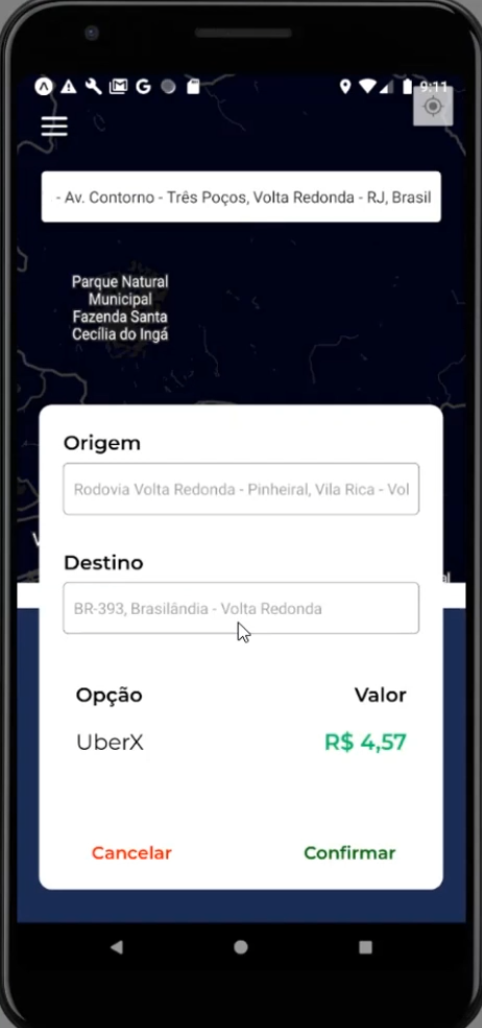 9:11
- Av. Contorno - Três Poços, Volta Redonda - RJ, Brasil
Parque Natural
Municipal
Fazenda Santa
Cecília do Ingá
Origem
Rodovia Volta Redonda - Pinheiral, Vila Rica - Vol
Destino
BR-393, Brasilândia - Volta Redonda
Opção Valor
UberX R$ 4,57
Cancelar Confirmar